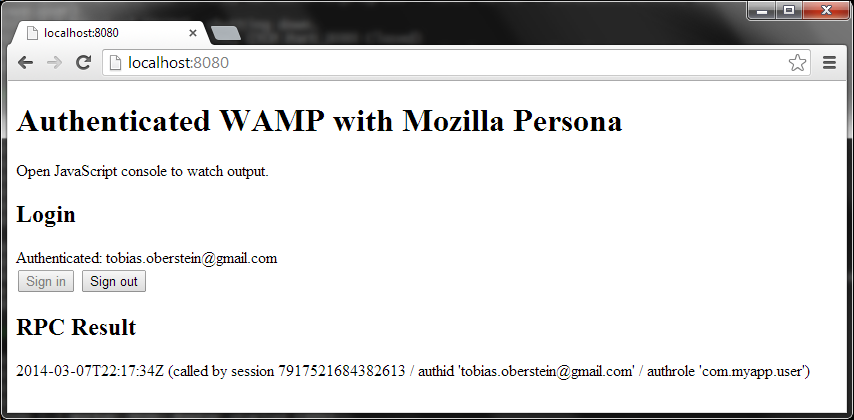 localhost:8080
localhost:8080
Authenticated WAMP with Mozilla Persona
Open JavaScript console to watch output.
Login
Authenticated: tobias.oberstein@gmail.com
Sign in Sign out
RPC Result
2014-03-07T22:17:34Z (called by session 7917521684382613 / authid 'tobias.oberstein@gmail.com' / authrole 'com.myapp.user')